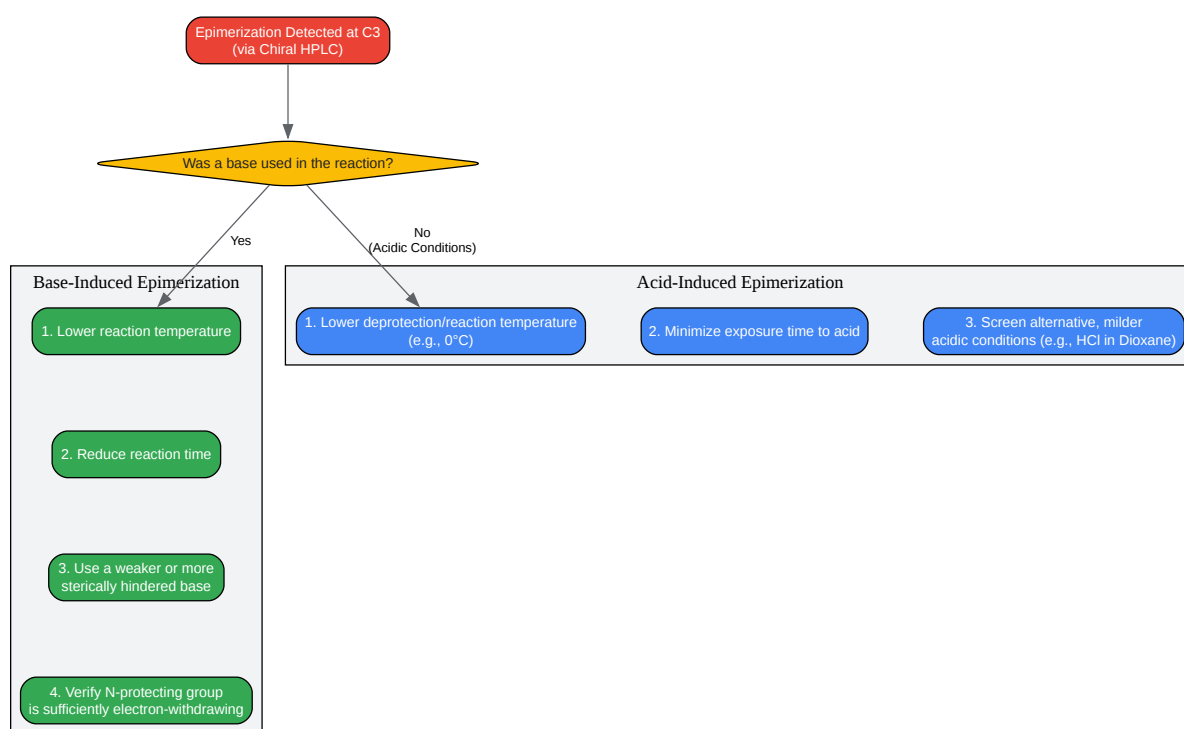 Epimerization Detected at C3
(via Chiral HPLC)
Was a base used in the reaction?
Yes
No
(Acidic Conditions)
Base-Induced Epimerization
1. Lower reaction temperature
2. Reduce reaction time
3. Use a weaker or more
sterically hindered base
4. Verify N-protecting group
is sufficiently electron-withdrawing
Acid-Induced Epimerization
1. Lower deprotection/reaction temperature
(e.g., 0°C)
2. Minimize exposure time to acid
3. Screen alternative, milder
acidic conditions (e.g., HCl in Dioxane)